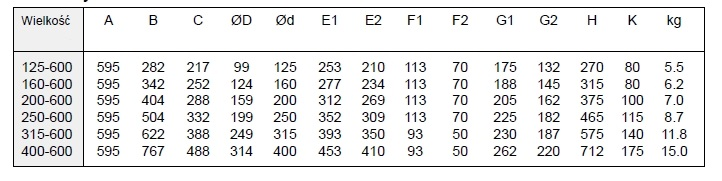 Wielkość A B C ØD Ød E1 E2 F1 F2 G1 G2 H K kg
125-600 595 282 217 99 125 253 210 113 70 175 132 270 80 5.5
160-600 595 342 252 124 160 277 234 113 70 188 145 315 80 6.2
200-600 595 404 288 159 200 312 269 113 70 205 162 375 100 7.0
250-600 595 504 332 199 250 352 309 113 70 225 182 465 115 8.7
315-600 595 622 388 249 315 393 350 93 50 230 187 575 140 11.8
400-600 595 767 488 314 400 453 410 93 50 262 220 712 175 15.0